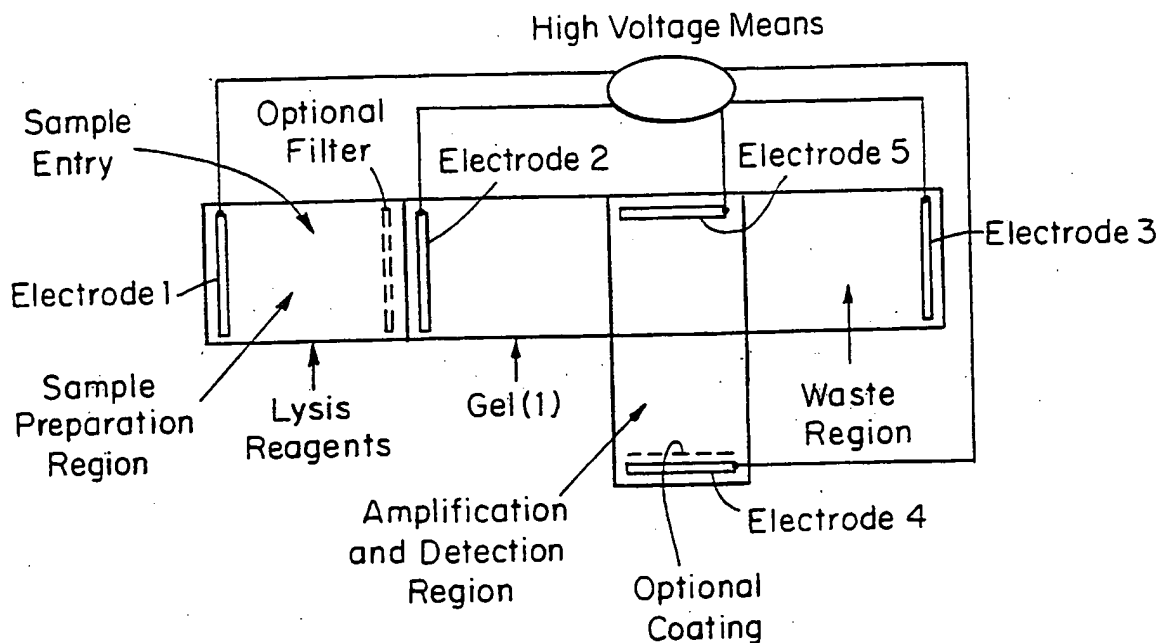 High Voltage Means
Sample
Entry
Optional
Filter
Electrode 2
Electrode 5
Electrode 3
Electrode 1
Sample
Preparation
Region
Lysis
Reagents
Gel (1)
Waste
Region
Amplification
and Detection
Region
Electrode 4
Optional
Coating